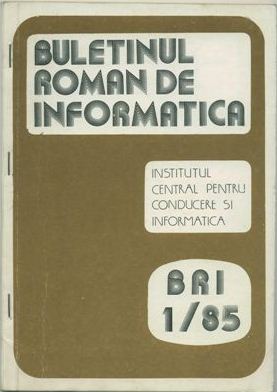 BULETINUL
ROMAN DE
INFORMATICA
INSTITUTUL
CENTRAL PENTRU
CONDUCERE SI
INFORMATICA
BRI
1/85